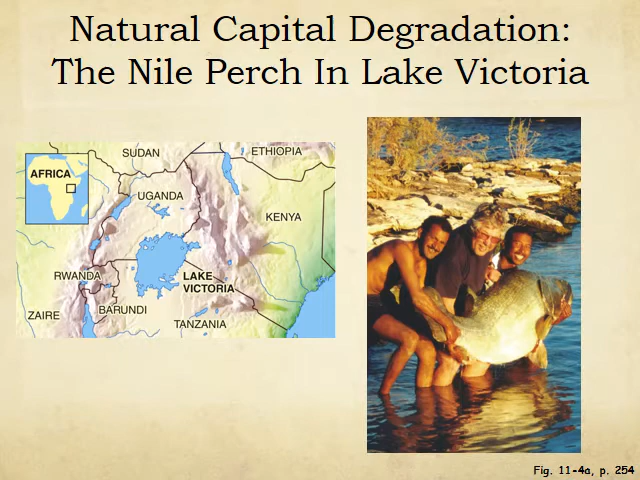 Natural Capital Degradation:
The Nile Perch In Lake Victoria
SUDAN
ETHIOPIA
AFRICA
UGANDA
KENYA
RWANDA
LAKE
VICTORIA
ZAIRE
BARUNDI
TANZANIA
Fig. 11-4a, p. 254